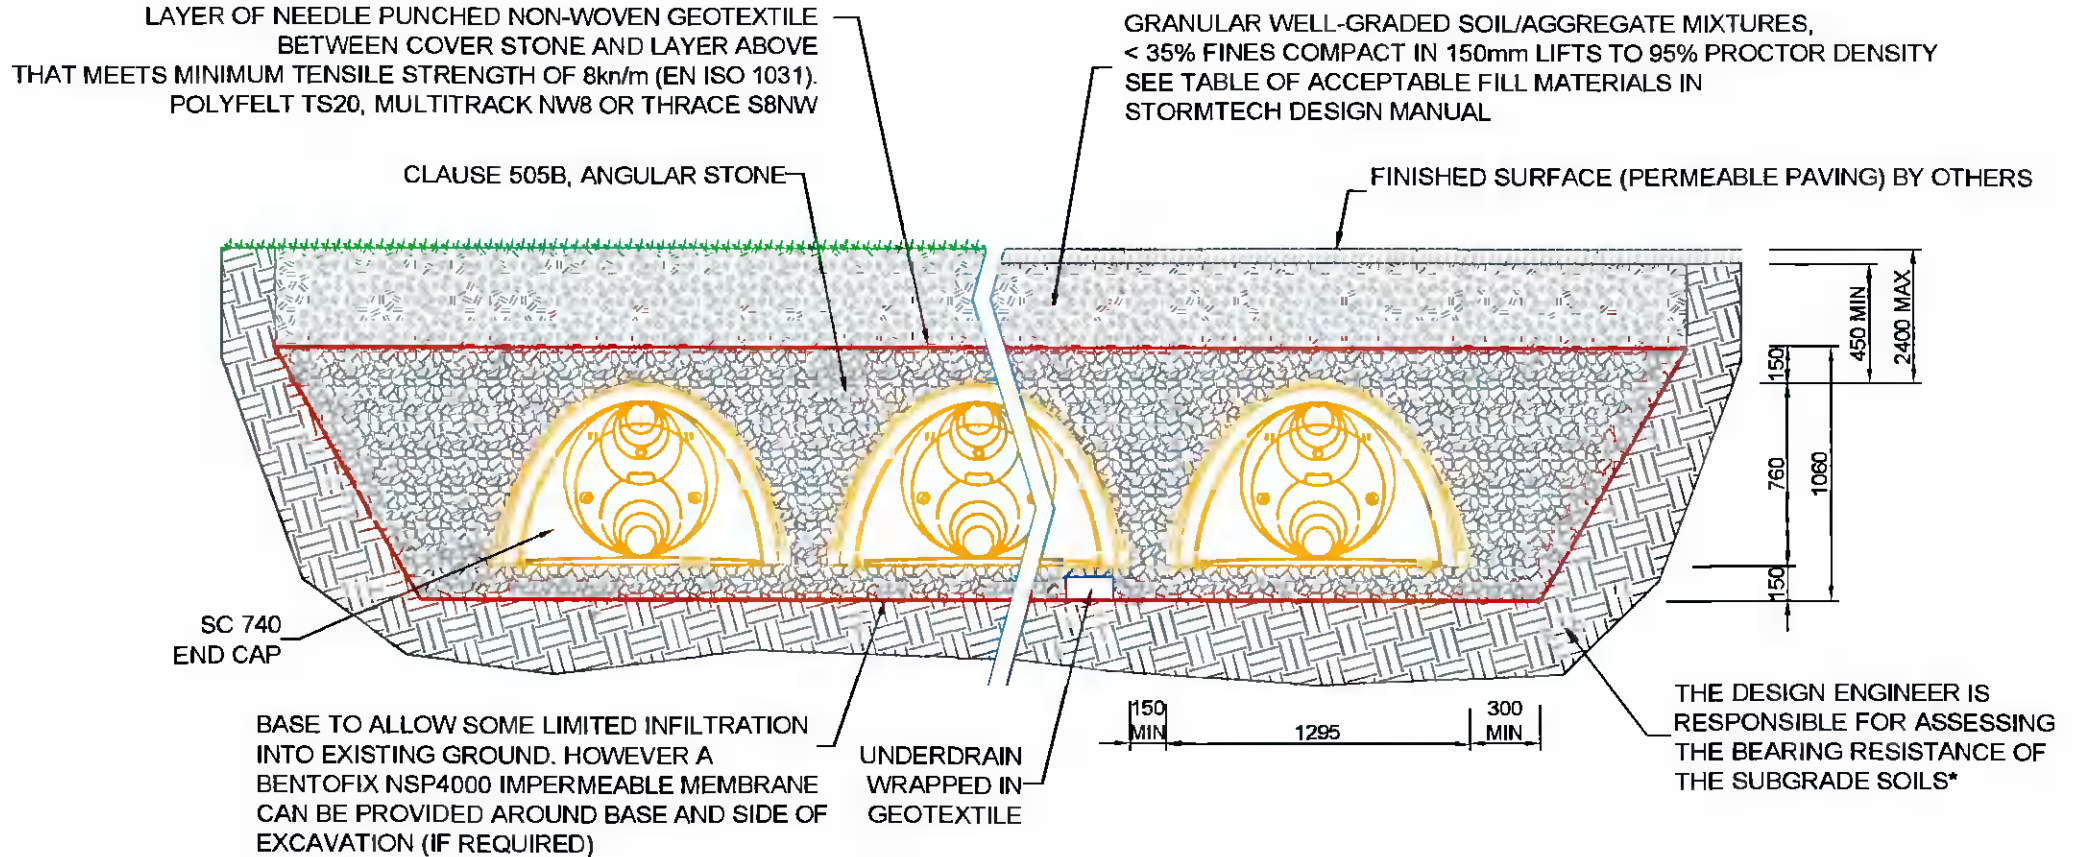 LAYER OF NEEDLE PUNCHED NON-WOVEN GEOTEXTILE
BETWEEN COVER STONE AND LAYER ABOVE
THAT MEETS MINIMUM TENSILE STRENGTH OF 8kn/m (EN ISO 1031).
POLYFELT TS20, MULTITRACK NW8 OR THRACE S8NW
GRANULAR WELL-GRADED SOIL/AGGREGATE MIXTURES,
< 35% FINES COMPACT IN 150mm LIFTS TO 95% PROCTOR DENSITY
SEE TABLE OF ACCEPTABLE FILL MATERIALS IN
STORMTECH DESIGN MANUAL
CLAUSE 505B, ANGULAR STONE
FINISHED SURFACE (PERMEABLE PAVING) BY OTHERS
450 MIN
2400 MAX
150
760
1060
150
SC 740
END CAP
BASE TO ALLOW SOME LIMITED INFILTRATION
INTO EXISTING GROUND. HOWEVER A
BENTOFIX NSP4000 IMPERMEABLE MEMBRANE
CAN BE PROVIDED AROUND BASE AND SIDE OF
EXCAVATION (IF REQUIRED)
UNDERDRAIN
WRAPPED IN
GEOTEXTILE
150
MIN
1295
300
MIN
THE DESIGN ENGINEER IS
RESPONSIBLE FOR ASSESSING
THE BEARING RESISTANCE OF
THE SUBGRADE SOILS*